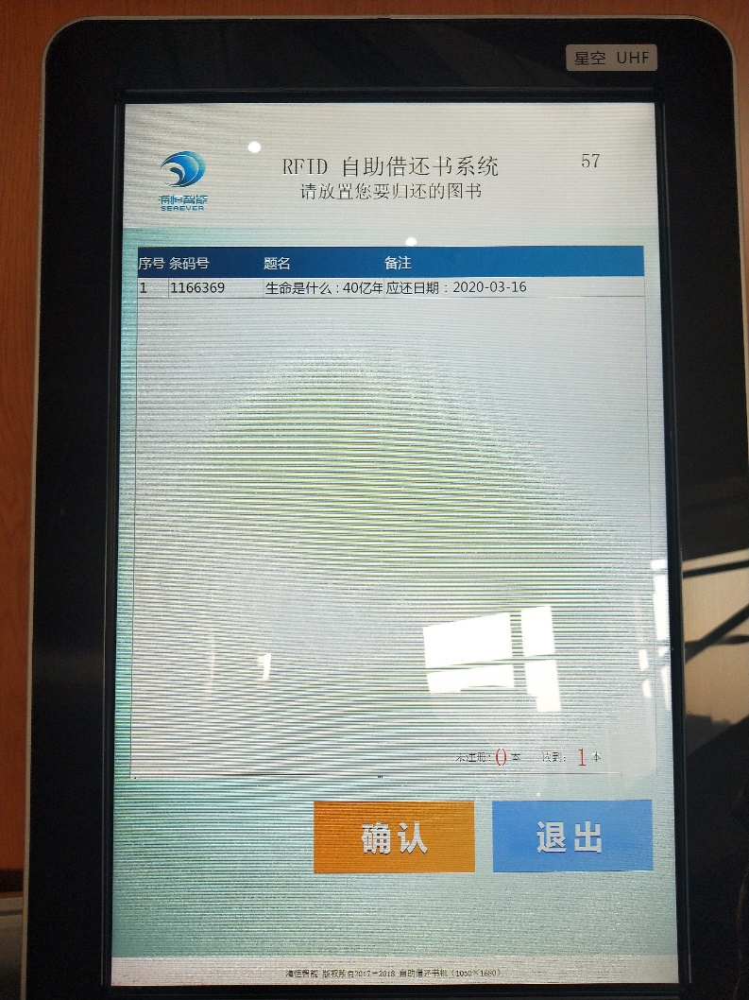 星空 UHF
RFID 自助借还书系统
57
请放置您要归还的图书
海恒智能
SEAEVER
序号 条码号 题名 备注
1 1166369 生命是什么：40亿年 应还日期：2020-03-16
未注册: 0 本 读到: 1 本
确认 退出
海恒智能 版权所有2017-2018 自助借还书机（1050×1680）